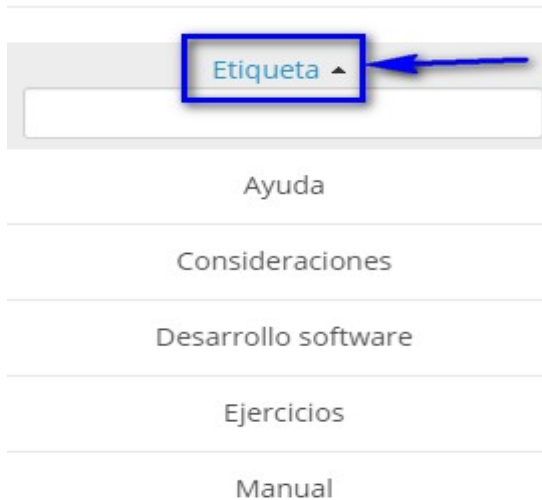 Etiqueta
Ayuda
Consideraciones
Desarrollo software
Ejercicios
Manual